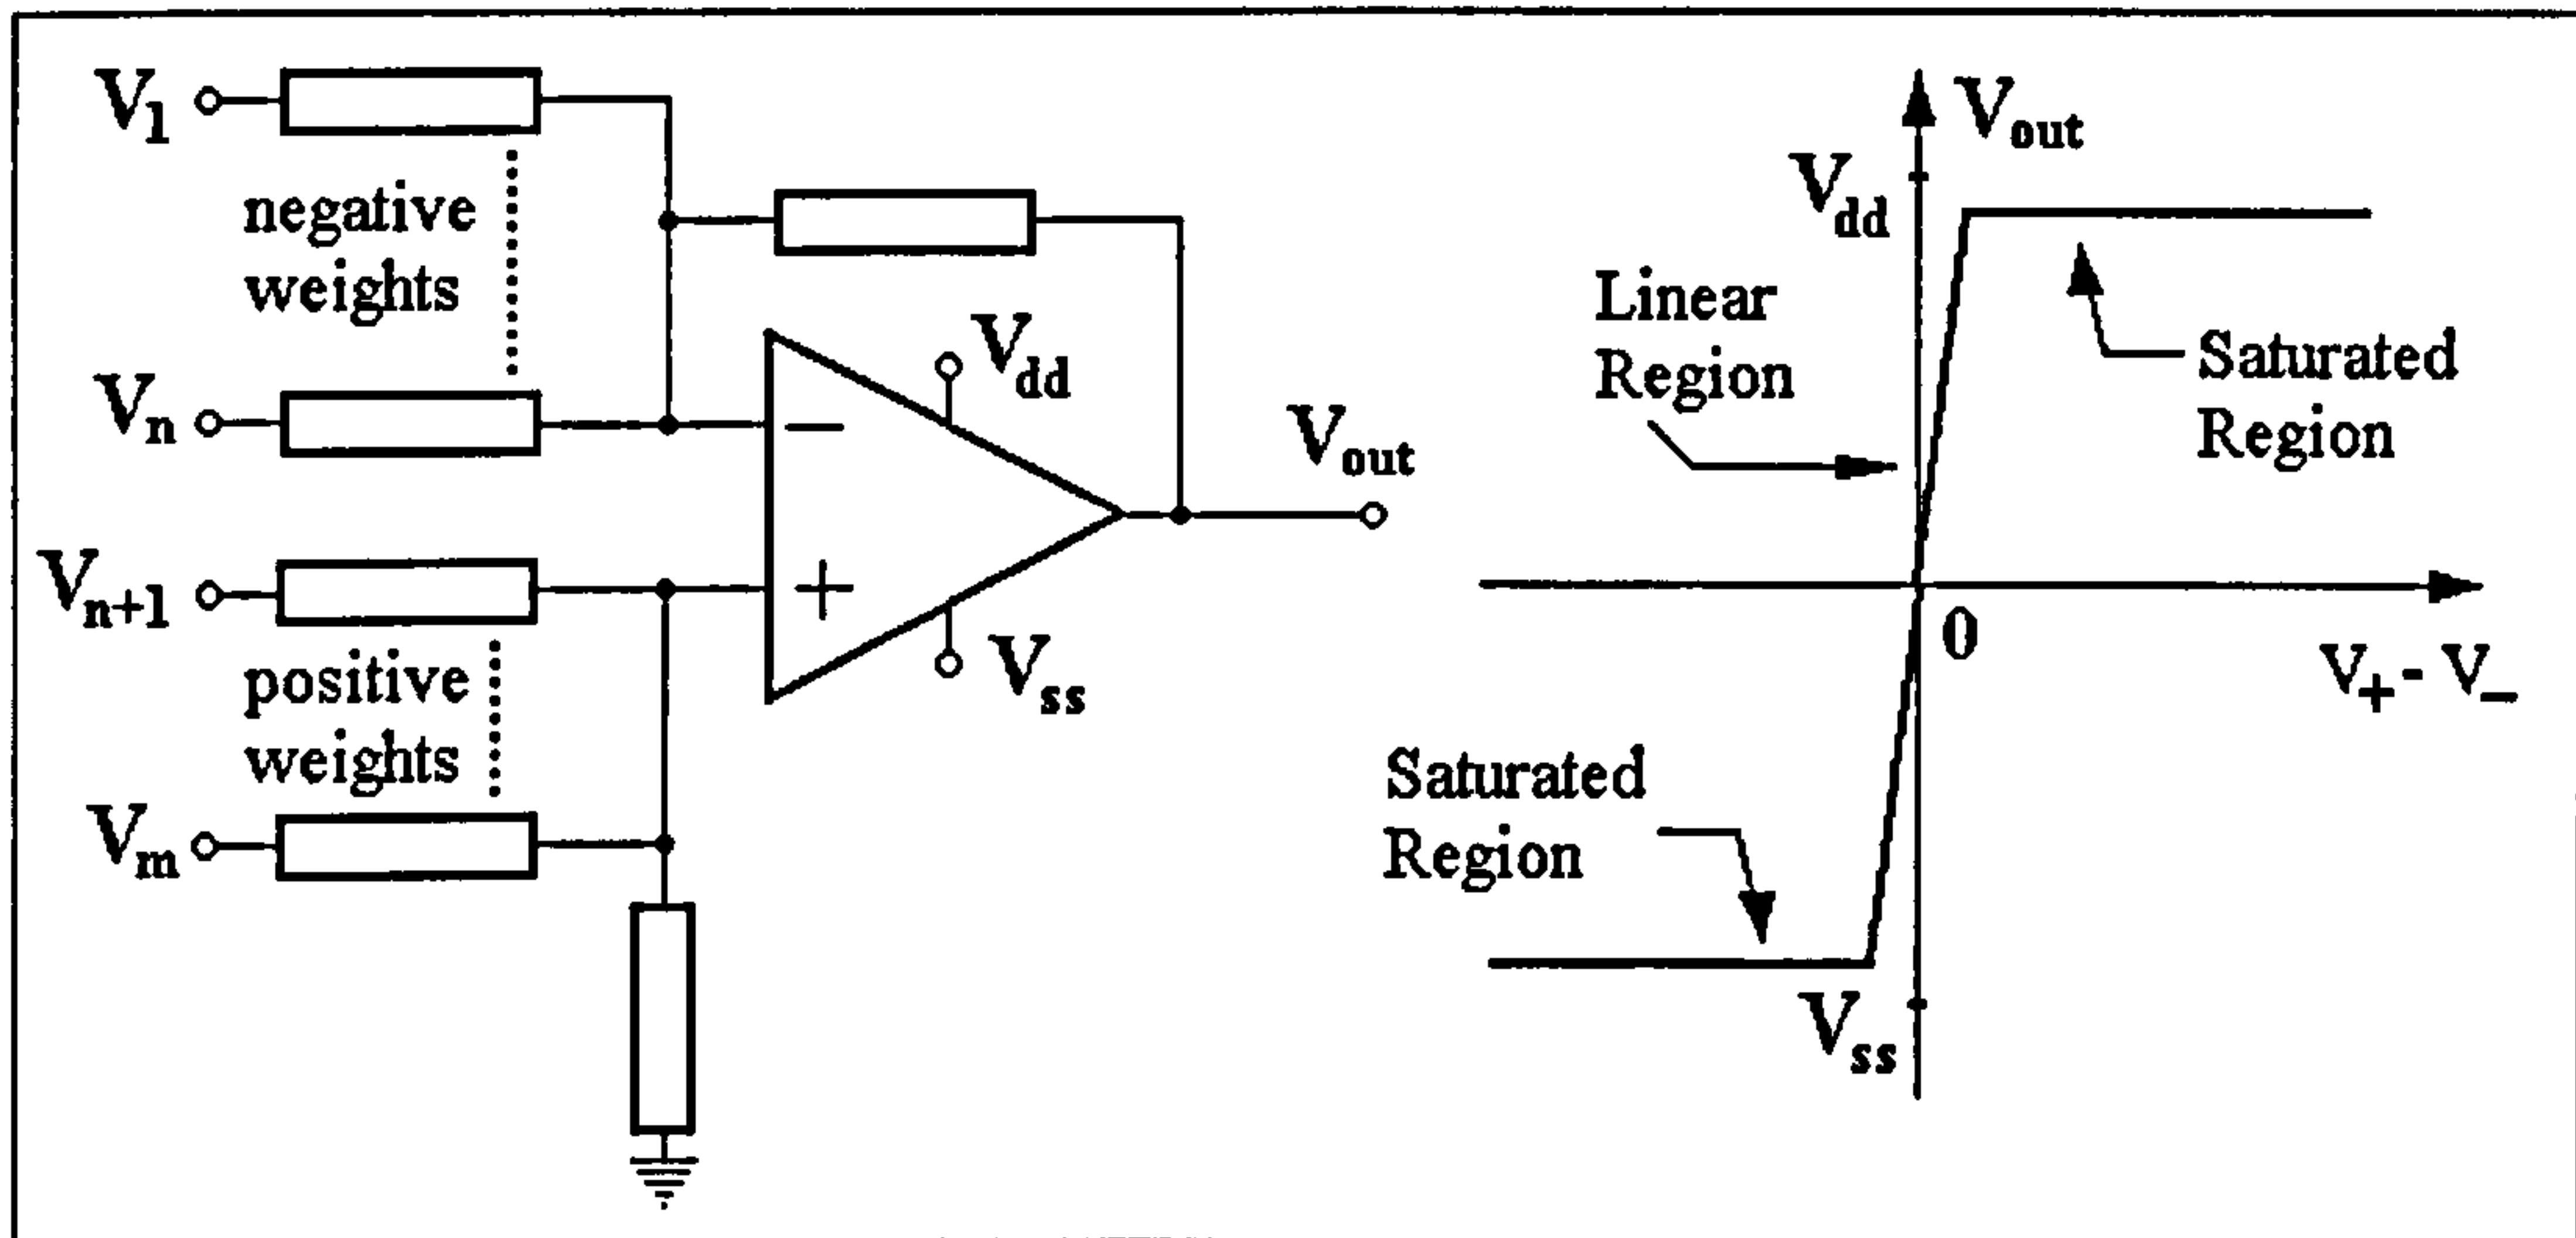 V1
negative
weights
Vn
Vn+1
positive
weights
Vm
−
+
Vdd
Vss
Vout
Vout
Vdd
Linear
Region
Saturated
Region
0
V+ - V−
Saturated
Region
Vss